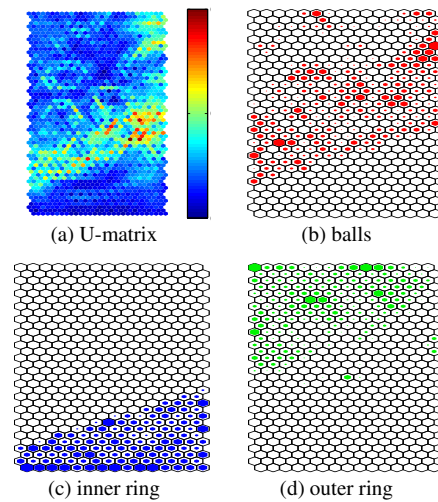 (a) U-matrix
(b) balls
(c) inner ring
(d) outer ring